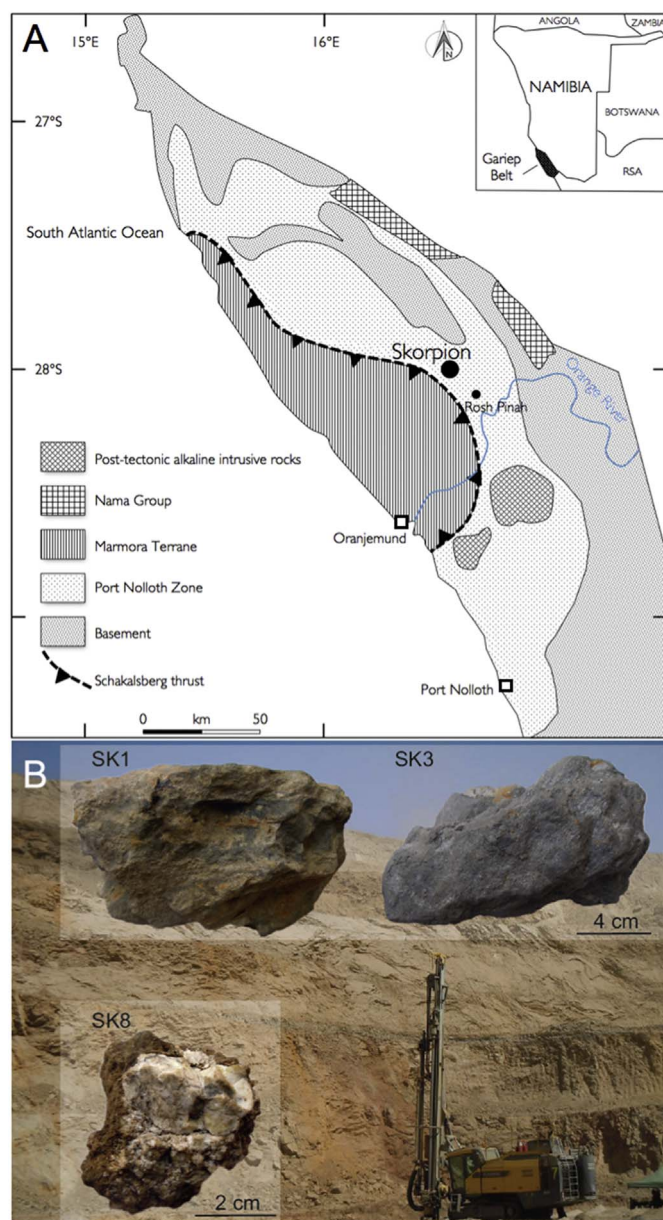 A
15°E
16°E
N
ANGOLA
ZAMBIA
NAMIBIA
BOTSWANA
Gariep
Belt
RSA
27°S
South Atlantic Ocean
28°S
Skorpion
Rosh Pinah
Orange River
Oranjemund
Port Nolloth
Post-tectonic alkaline intrusive rocks
Nama Group
Marmora Terrane
Port Nolloth Zone
Basement
Schakalsberg thrust
0 km 50
B
SK1
SK3
4 cm
SK8
2 cm